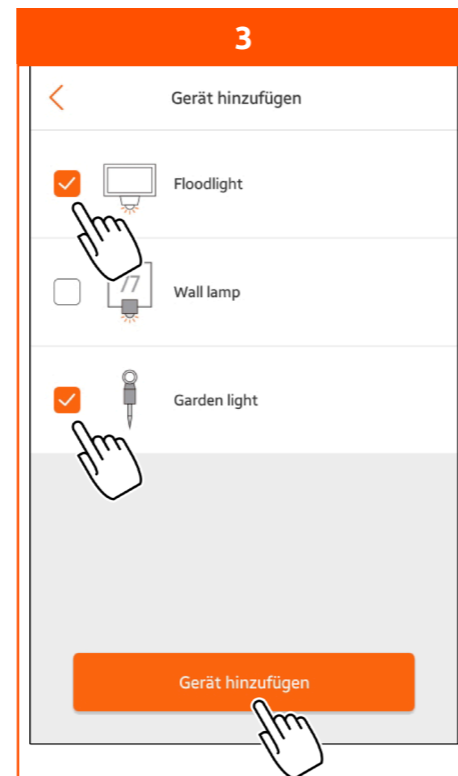 3
Gerät hinzufügen
Floodlight
Wall lamp
Garden light
Gerät hinzufügen